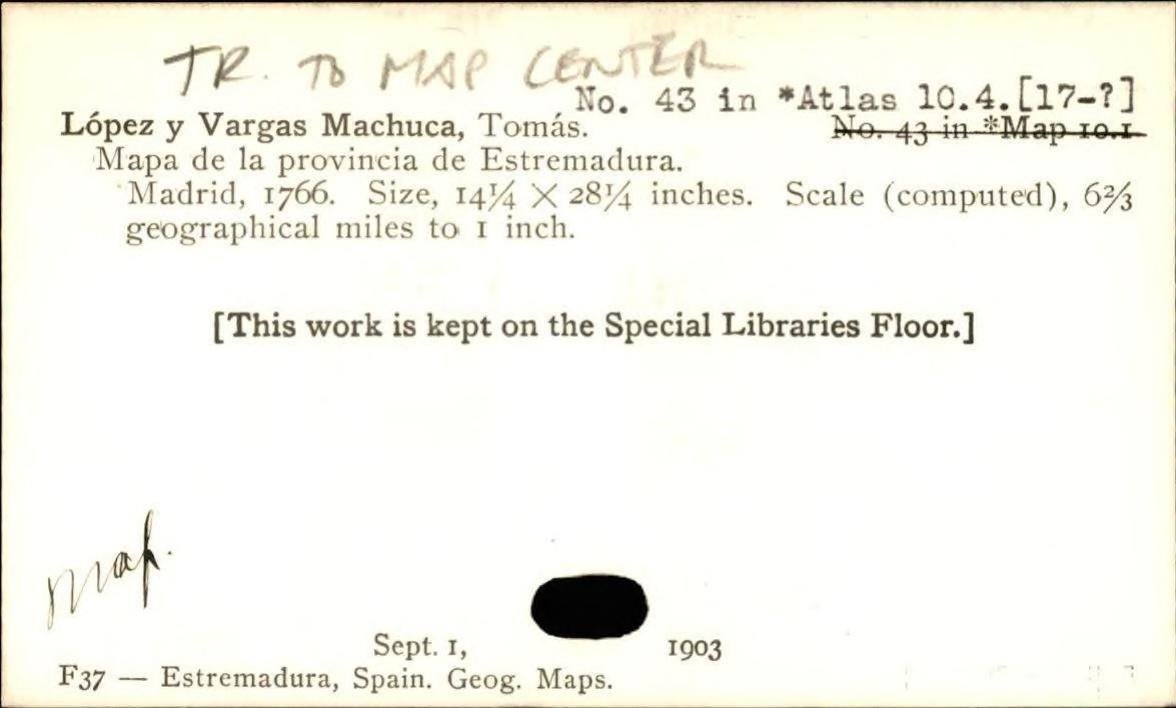 TR. TO MAP CENTER
No. 43 in *Atlas 10.4.[17-?]
López y Vargas Machuca, Tomás. No. 43 in *Map 10.1
Mapa de la provincia de Estremadura.
Madrid, 1766. Size, 14¼ X 28¼ inches. Scale (computed), 6⅔
geographical miles to 1 inch.
[This work is kept on the Special Libraries Floor.]
Map.
Sept. 1, 1903
F37 — Estremadura, Spain. Geog. Maps.